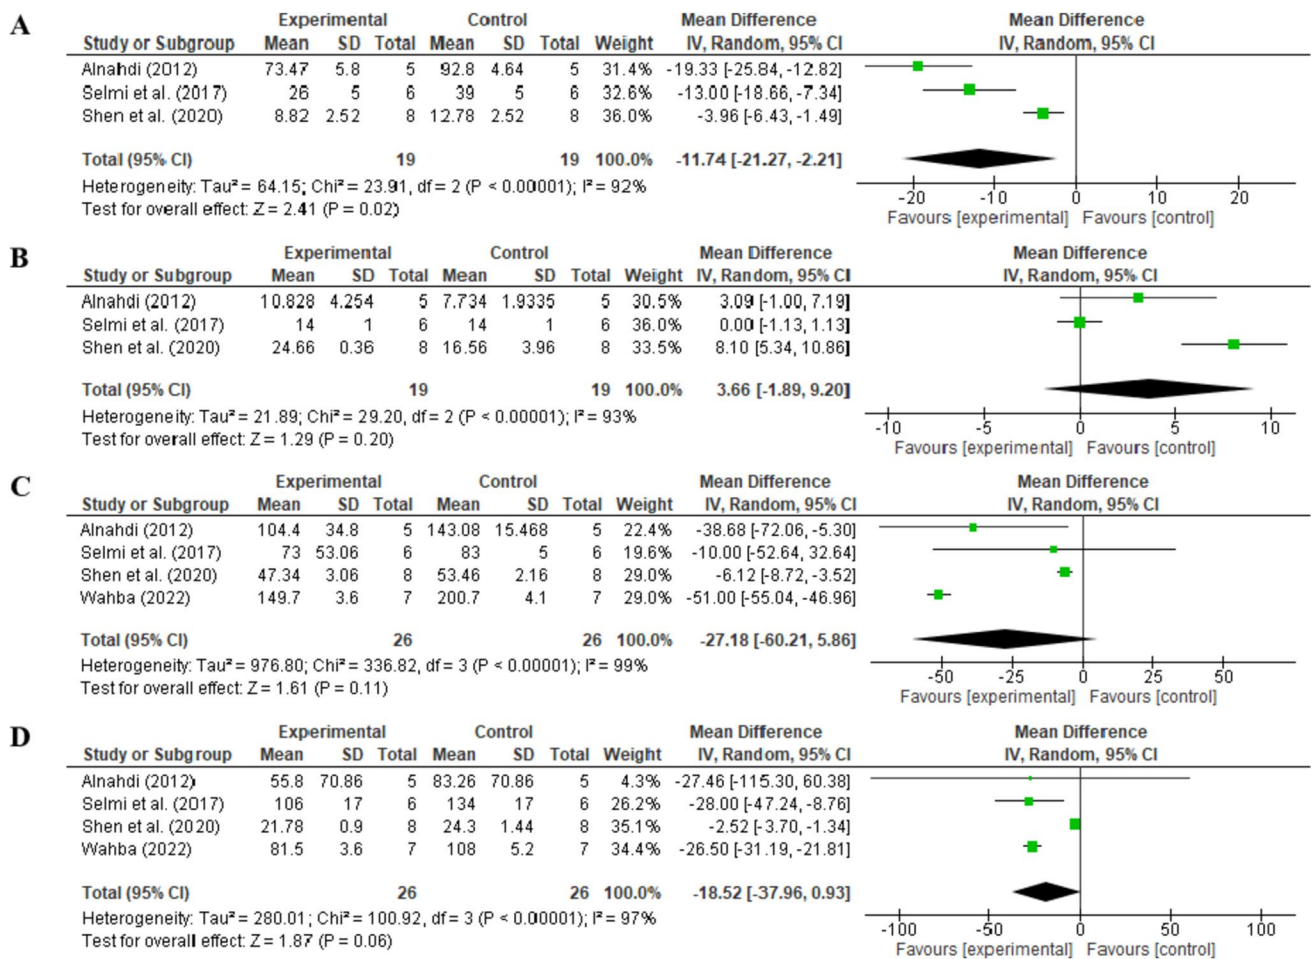 A
Experimental Control Mean Difference Mean Difference
Study or Subgroup Mean SD Total Mean SD Total Weight IV, Random, 95% CI IV, Random, 95% CI
Alnahdi (2012) 73.47 5.8 5 92.8 4.64 5 31.4% -19.33 [-25.84, -12.82]
Selmi et al. (2017) 26 5 6 39 5 6 32.6% -13.00 [-18.66, -7.34]
Shen et al. (2020) 8.82 2.52 8 12.78 2.52 8 36.0% -3.96 [-6.43, -1.49]
Total (95% CI) 19 19 100.0% -11.74 [-21.27, -2.21]
Heterogeneity: Tau² = 64.15; Chi² = 23.91, df = 2 (P < 0.00001); I² = 92%
Test for overall effect: Z = 2.41 (P = 0.02)
-20 -10 0 10 20
Favours [experimental] Favours [control]
B
Experimental Control Mean Difference Mean Difference
Study or Subgroup Mean SD Total Mean SD Total Weight IV, Random, 95% CI IV, Random, 95% CI
Alnahdi (2012) 10.828 4.254 5 7.734 1.9335 5 30.5% 3.09 [-1.00, 7.19]
Selmi et al. (2017) 14 1 6 14 1 6 36.0% 0.00 [-1.13, 1.13]
Shen et al. (2020) 24.66 0.36 8 16.56 3.96 8 33.5% 8.10 [5.34, 10.86]
Total (95% CI) 19 19 100.0% 3.66 [-1.89, 9.20]
Heterogeneity: Tau² = 21.89; Chi² = 29.20, df = 2 (P < 0.00001); I² = 93%
Test for overall effect: Z = 1.29 (P = 0.20)
-10 -5 0 5 10
Favours [experimental] Favours [control]
C
Experimental Control Mean Difference Mean Difference
Study or Subgroup Mean SD Total Mean SD Total Weight IV, Random, 95% CI IV, Random, 95% CI
Alnahdi (2012) 104.4 34.8 5 143.08 15.468 5 22.4% -38.68 [-72.06, -5.30]
Selmi et al. (2017) 73 53.06 6 83 5 6 19.6% -10.00 [-52.64, 32.64]
Shen et al. (2020) 47.34 3.06 8 53.46 2.16 8 29.0% -6.12 [-8.72, -3.52]
Wahba (2022) 149.7 3.6 7 200.7 4.1 7 29.0% -51.00 [-55.04, -46.96]
Total (95% CI) 26 26 100.0% -27.18 [-60.21, 5.86]
Heterogeneity: Tau² = 976.80; Chi² = 336.82, df = 3 (P < 0.00001); I² = 99%
Test for overall effect: Z = 1.61 (P = 0.11)
-50 -25 0 25 50
Favours [experimental] Favours [control]
D
Experimental Control Mean Difference Mean Difference
Study or Subgroup Mean SD Total Mean SD Total Weight IV, Random, 95% CI IV, Random, 95% CI
Alnahdi (2012) 55.8 70.86 5 83.26 70.86 5 4.3% -27.46 [-115.30, 60.38]
Selmi et al. (2017) 106 17 6 134 17 6 26.2% -28.00 [-47.24, -8.76]
Shen et al. (2020) 21.78 0.9 8 24.3 1.44 8 35.1% -2.52 [-3.70, -1.34]
Wahba (2022) 81.5 3.6 7 108 5.2 7 34.4% -26.50 [-31.19, -21.81]
Total (95% CI) 26 26 100.0% -18.52 [-37.96, 0.93]
Heterogeneity: Tau² = 280.01; Chi² = 100.92, df = 3 (P < 0.00001); I² = 97%
Test for overall effect: Z = 1.87 (P = 0.06)
-100 -50 0 50 100
Favours [experimental] Favours [control]